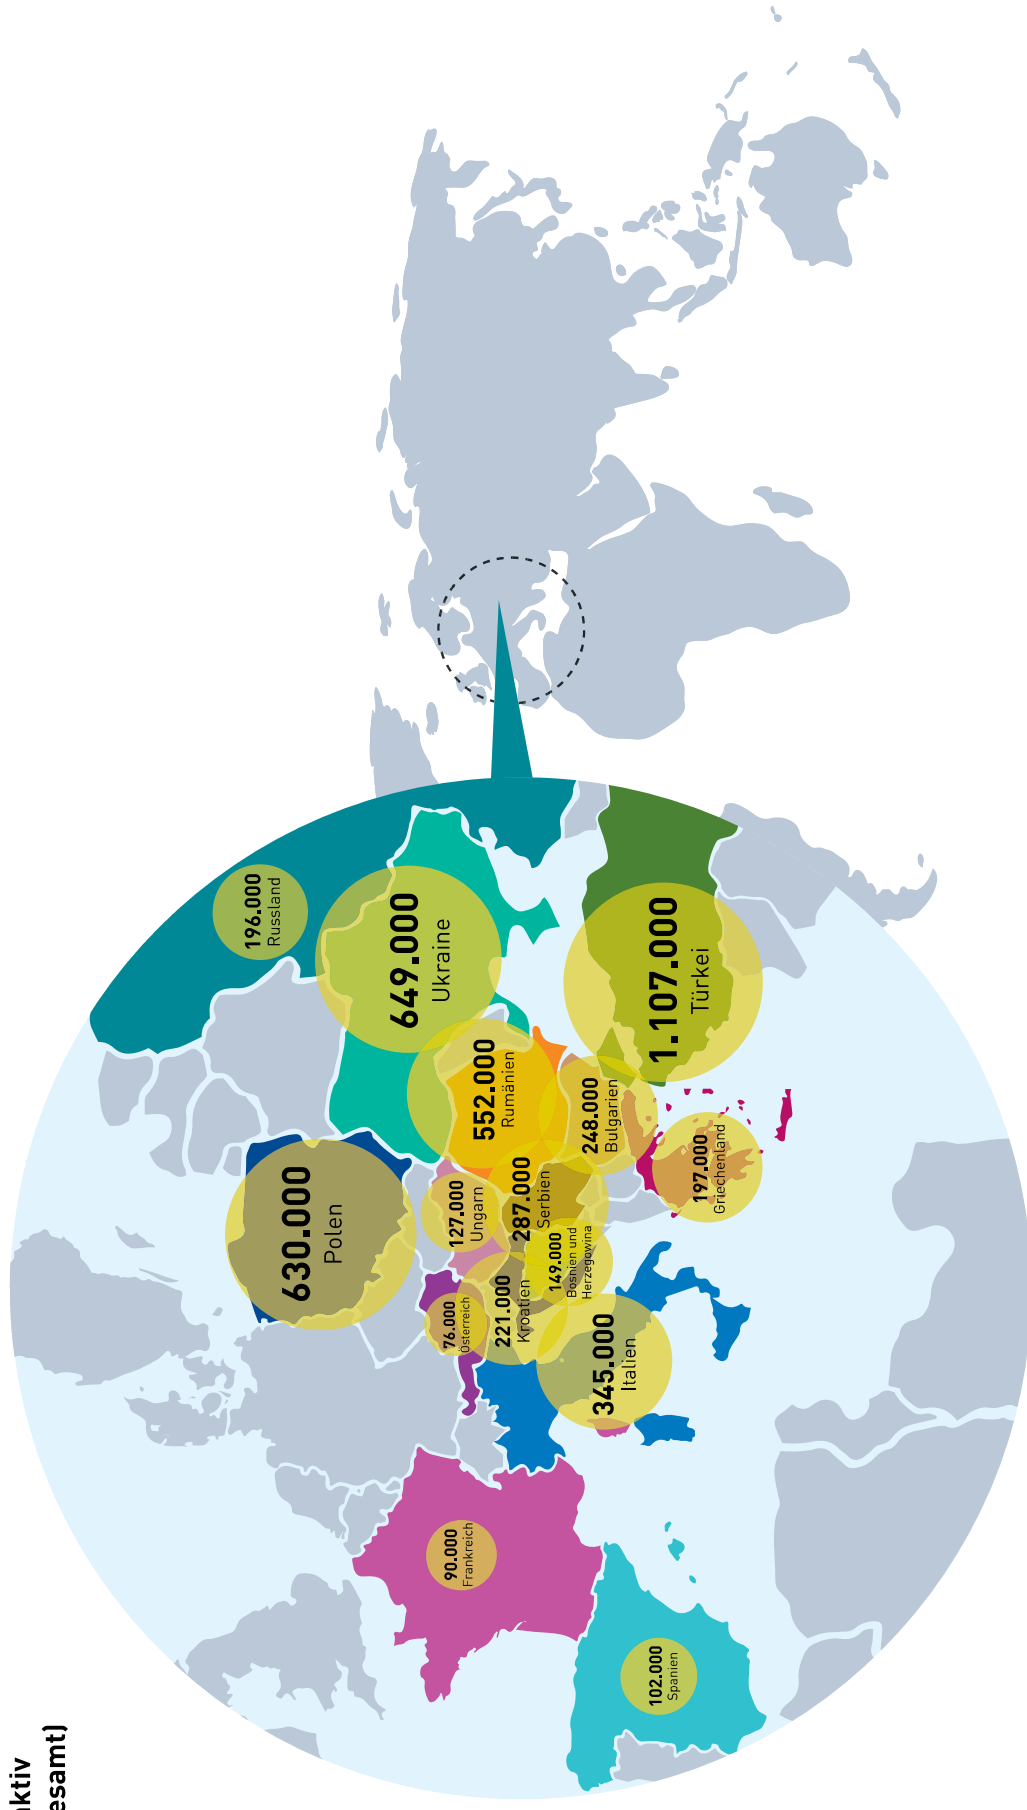 aktiv
esamt)
196.000
Russland
630.000
Polen
649.000
Ukraine
90.000
Frankreich
76.000
Österreich
127.000
Ungarn
552.000
Rumänien
221.000
Kroatien
287.000
Serbien
149.000
Bosnien und
Herzegowina
248.000
Bulgarien
345.000
Italien
102.000
Spanien
1.107.000
Türkei
197.000
Griechenland